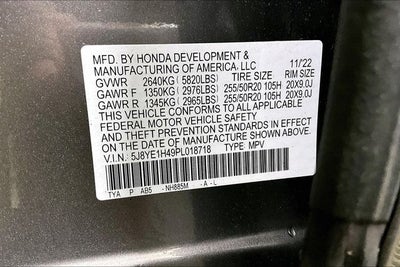 MFD. BY HONDA DEVELOPMENT &
MANUFACTURING OF AMERICA, LLC 11/22
GVWR 2640KG (5820LBS) TIRE SIZE RIM SIZE
GAWR F 1350KG (2976LBS) 255/50R20 105H 20X9.0J
GAWR R 1345KG (2965LBS) 255/50R20 105H 20X9.0J
THIS VEHICLE CONFORMS TO ALL APPLICABLE
FEDERAL MOTOR VEHICLE SAFETY
AND THEFT PREVENTION STANDARDS IN EFFECT ON THE
DATE OF MANUFACTURE SHOWN ABOVE.
V.I.N. 5J8YE1H49PL018718 TYPE: MPV
TYA P AB5 -NH885M -A-L